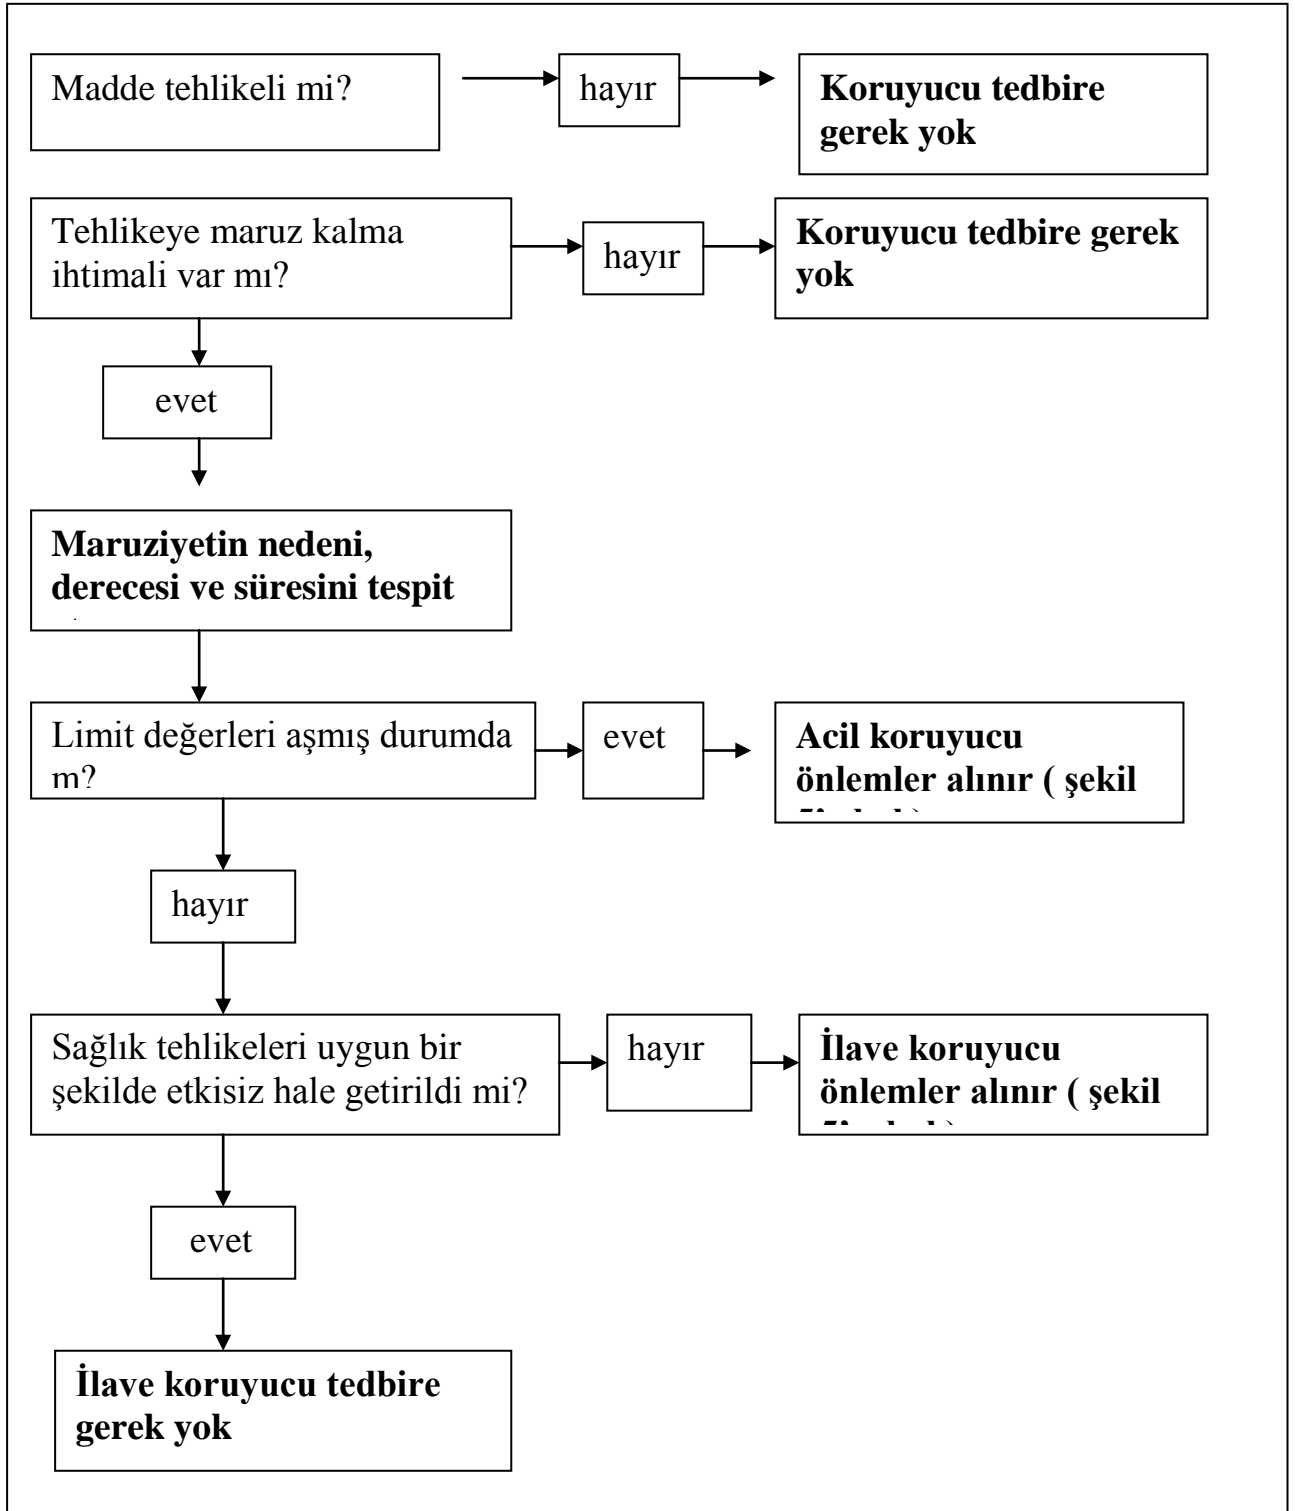 Madde tehlikeli mi?
hayır
Koruyucu tedbire
gerek yok
Tehlikeye maruz kalma
ihtimali var mı?
hayır
Koruyucu tedbire gerek
yok
evet
Maruziyetin nedeni,
derecesi ve süresini tespit
Limit değerleri aşmış durumda
m?
evet
Acil koruyucu
önlemler alınır ( şekil
hayır
Sağlık tehlikeleri uygun bir
şekilde etkisiz hale getirildi mi?
hayır
İlave koruyucu
önlemler alınır ( şekil
evet
İlave koruyucu tedbire
gerek yok